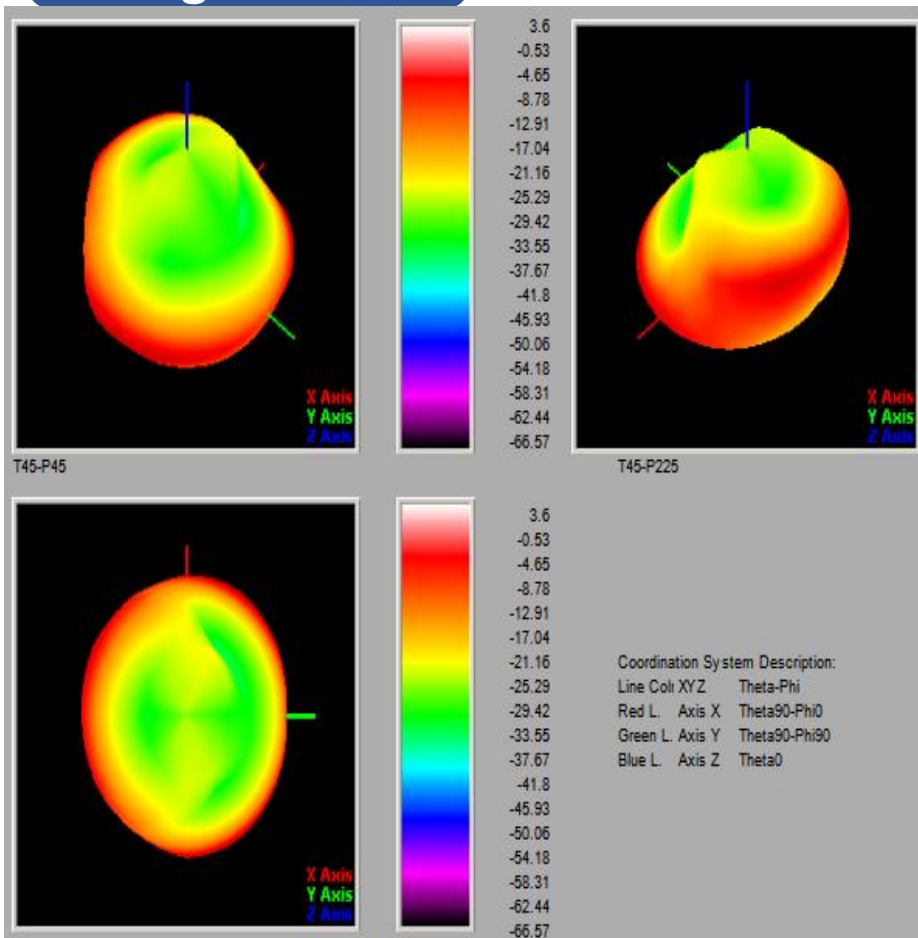 3.6
-0.53
-4.65
-8.78
-12.91
-17.04
-21.16
-25.29
-29.42
-33.55
-37.67
-41.8
-45.93
-50.06
-54.18
-58.31
-62.44
-66.57
X Axis
Y Axis
Z Axis
X Axis
Y Axis
Z Axis
T45-P45
T45-P225
3.6
-0.53
-4.65
-8.78
-12.91
-17.04
-21.16
-25.29
-29.42
-33.55
-37.67
-41.8
-45.93
-50.06
-54.18
-58.31
-62.44
-66.57
X Axis
Y Axis
Z Axis
Coordination System Description:
Line Colı XYZ Theta-Phi
Red L. Axis X Theta90-Phi0
Green L. Axis Y Theta90-Phi90
Blue L. Axis Z Theta0